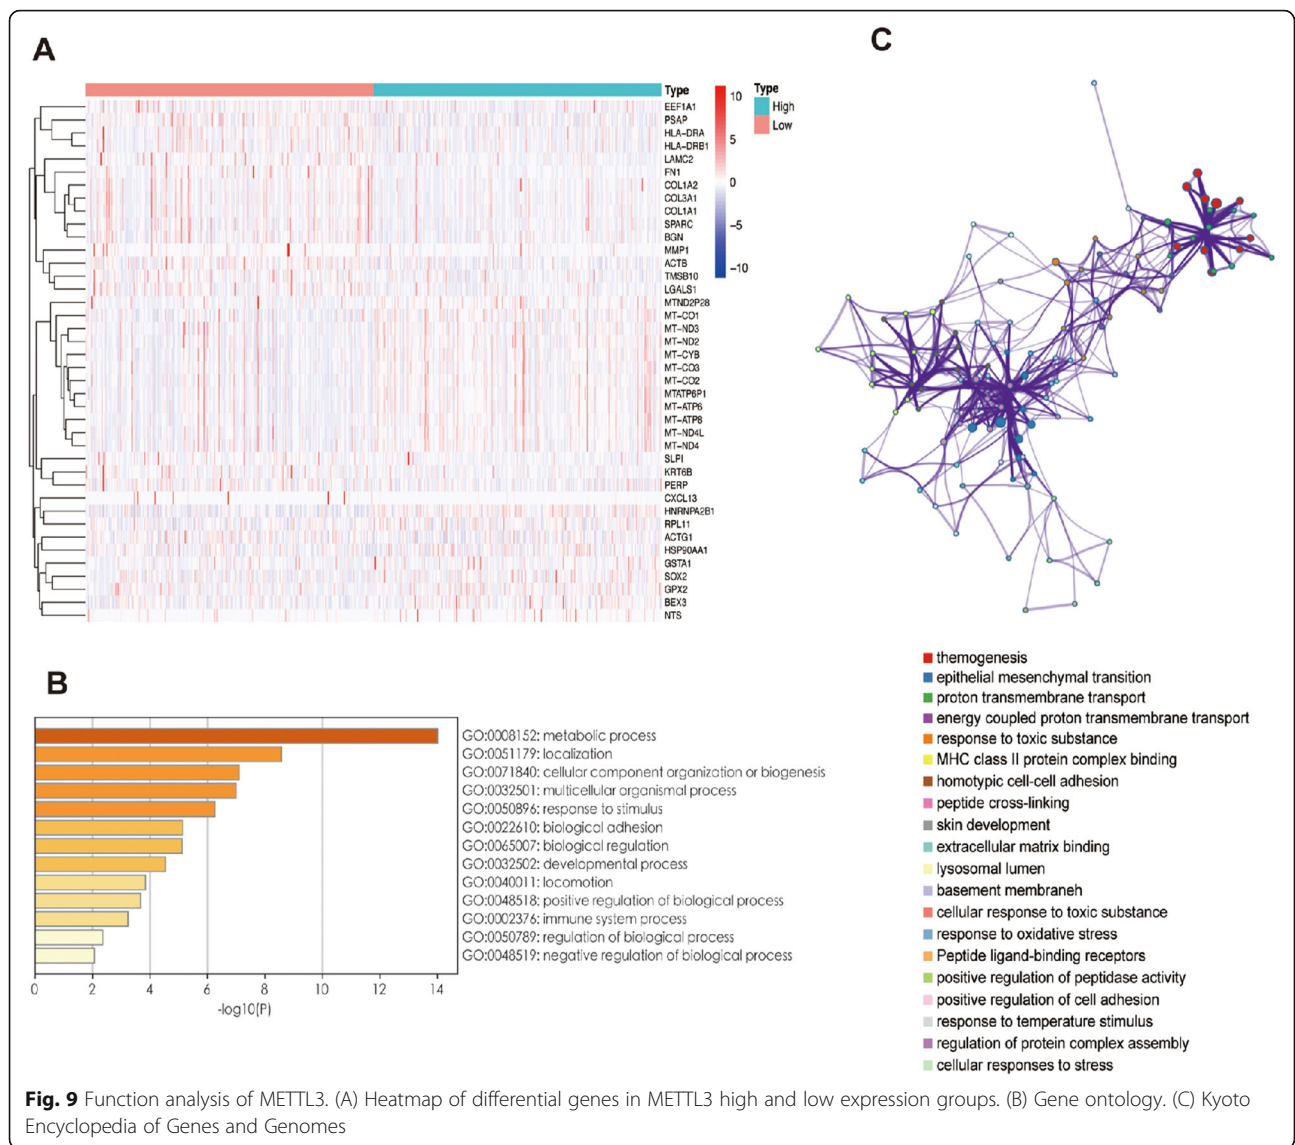 A
Type
10
5
0
−5
−10
Type
High
Low
EEF1A1
PSAP
HLA−DRA
HLA−DRB1
LAMC2
FN1
COL1A2
COL3A1
COL1A1
SPARC
BGN
MMP1
ACTB
TMSB10
LGALS1
MTND2P28
MT−CO1
MT−ND3
MT−ND2
MT−CYB
MT−CO3
MT−CO2
MTATP6P1
MT−ATP6
MT−ATP8
MT−ND4L
MT−ND4
SLPI
KRT6B
PERP
CXCL13
HNRNPA2B1
RPL11
ACTG1
HSP90AA1
GSTA1
SOX2
GPX2
BEX3
NTS
B
GO:0008152: metabolic process
GO:0051179: localization
GO:0071840: cellular component organization or biogenesis
GO:0032501: multicellular organismal process
GO:0050896: response to stimulus
GO:0022610: biological adhesion
GO:0065007: biological regulation
GO:0032502: developmental process
GO:0040011: locomotion
GO:0048518: positive regulation of biological process
GO:0002376: immune system process
GO:0050789: regulation of biological process
GO:0048519: negative regulation of biological process
0 2 4 6 8 10 12 14
-log10(P)
C
themogenesis
epithelial mesenchymal transition
proton transmembrane transport
energy coupled proton transmembrane transport
response to toxic substance
MHC class II protein complex binding
homotypic cell-cell adhesion
peptide cross-linking
skin development
extracellular matrix binding
lysosomal lumen
basement membraneh
cellular response to toxic substance
response to oxidative stress
Peptide ligand-binding receptors
positive regulation of peptidase activity
positive regulation of cell adhesion
response to temperature stimulus
regulation of protein complex assembly
cellular responses to stress
Fig. 9 Function analysis of METTL3. (A) Heatmap of differential genes in METTL3 high and low expression groups. (B) Gene ontology. (C) Kyoto
Encyclopedia of Genes and Genomes